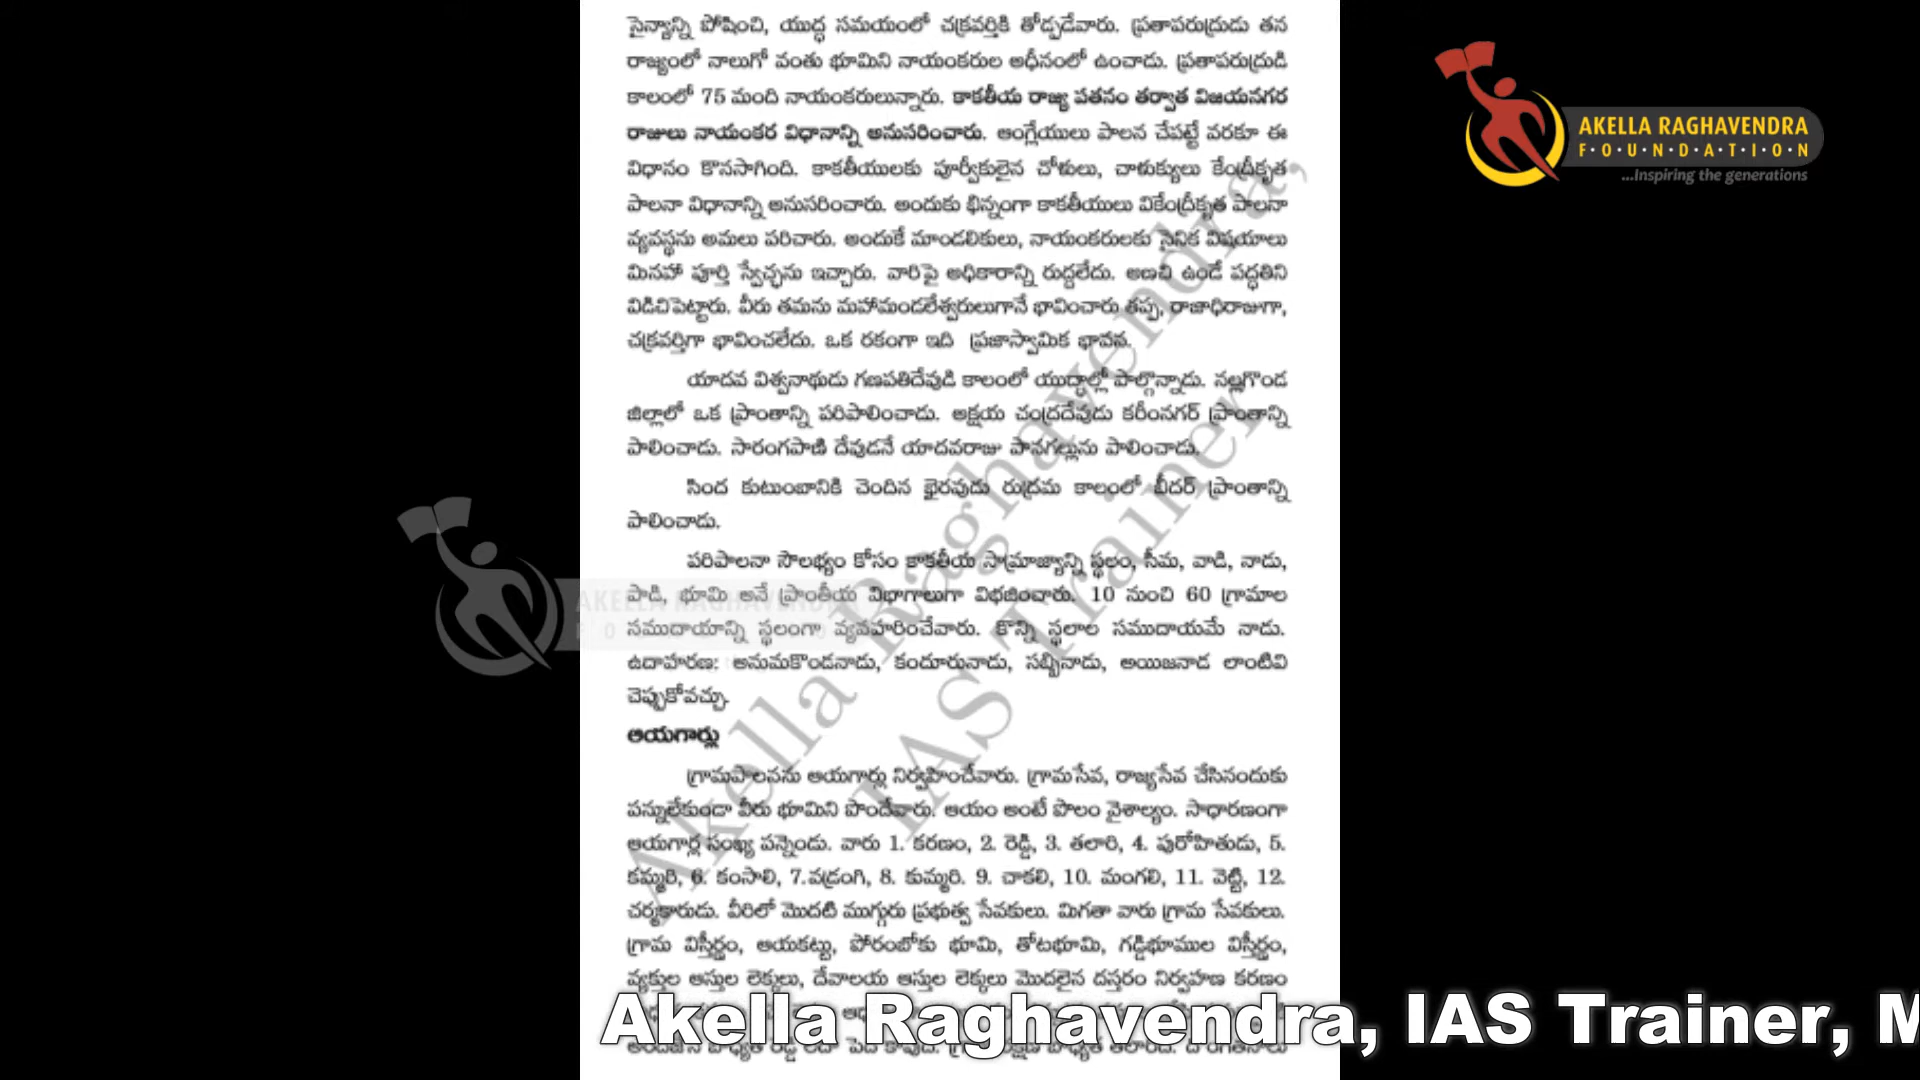 సైన్యాన్ని పోషించి, యుద్ధ సమయంలో చక్రవర్తికి తోడ్పడేవారు. ప్రతాపరుద్రుడు తన
రాజ్యంలో నాలుగో వంతు భూమిని నాయంకరుల అధీనంలో ఉంచాడు. ప్రతాపరుద్రుడి
కాలంలో 75 మంది నాయంకరులున్నారు. కాకతీయ రాజ్య పతనం తర్వాత విజయనగర
రాజులు నాయంకర విధానాన్ని అనుసరించారు. ఆంగ్లేయులు పాలన చేపట్టే వరకూ ఈ
విధానం కొనసాగింది. కాకతీయులకు పూర్వీకులైన చోళులు, చాళుక్యులు కేంద్రీకృత
పాలనా విధానాన్ని అనుసరించారు. అందుకు భిన్నంగా కాకతీయులు వికేంద్రీకృత పాలనా
వ్యవస్థను అమలు పరిచారు. అందుకే మాండలికులు, నాయంకరులకు సైనిక విషయాలు
మినహా పూర్తి స్వేచ్ఛను ఇచ్చారు. వారిపై అధికారాన్ని రుద్దలేదు. అణచి ఉండే పద్ధతిని
విడిచిపెట్టారు. వీరు తమను మహామండలేశ్వరులుగానే భావించారు తప్ప, రాజాధిరాజుగా,
చక్రవర్తిగా భావించలేదు. ఒక రకంగా ఇది ప్రజాస్వామిక భావన.
యాదవ విశ్వనాథుడు గణపతిదేవుడి కాలంలో యుద్ధాల్లో పాల్గొన్నాడు. నల్లగొండ
జిల్లాలో ఒక ప్రాంతాన్ని పరిపాలించాడు. అక్షయ చంద్రదేవుడు కరీంనగర్ ప్రాంతాన్ని
పాలించాడు. సారంగపాణి దేవుడనే యాదవరాజు పానగల్లును పాలించాడు.
సింద కుటుంబానికి చెందిన భైరవుడు రుద్రమ కాలంలో బీదర్ ప్రాంతాన్ని
పాలించాడు.
పరిపాలనా సౌలభ్యం కోసం కాకతీయ సామ్రాజ్యాన్ని స్థలం, సీమ, వాడి, నాడు,
పాడి, భూమి అనే ప్రాంతీయ విభాగాలుగా విభజించారు. 10 నుంచి 60 గ్రామాల
సముదాయాన్ని స్థలంగా వ్యవహరించేవారు. కొన్ని స్థలాల సముదాయమే నాడు.
ఉదాహరణ: అనుమకొండనాడు, కందూరునాడు, సబ్బినాడు, అయిజనాడ లాంటివి
చెప్పుకోవచ్చు.
ఆయగార్లు
గ్రామపాలనను ఆయగార్లు నిర్వహించేవారు. గ్రామసేవ, రాజ్యసేవ చేసినందుకు
పన్నులేకుండా వీరు భూమిని పొందేవారు. ఆయం అంటే పొలం వైశాల్యం. సాధారణంగా
ఆయగార్ల సంఖ్య పన్నెండు. వారు 1. కరణం, 2. రెడ్డి, 3. తలారి, 4. పురోహితుడు, 5.
కమ్మరి, 6. కంసాలి, 7.వడ్రంగి, 8. కుమ్మరి. 9. చాకలి, 10. మంగలి, 11. వెట్టి, 12.
చర్మకారుడు. వీరిలో మొదటి ముగ్గురు ప్రభుత్వ సేవకులు. మిగతా వారు గ్రామ సేవకులు.
గ్రామ విస్తీర్ణం, ఆయకట్టు, పోరంబోకు భూమి, తోటభూమి, గడ్డిభూముల విస్తీర్ణం,
వ్యక్తుల ఆస్తుల లెక్కలు, దేవాలయ ఆస్తుల లెక్కలు మొదలైన దస్తరం నిర్వహణ కరణం
Akella Raghavendra, IAS Trainer, M
Akella Raghavendra,
IAS Trainer
AKELLA RAGHAVENDRA
FOUNDATION
...Inspiring the generations
AKELLA RAGHAVENDRA